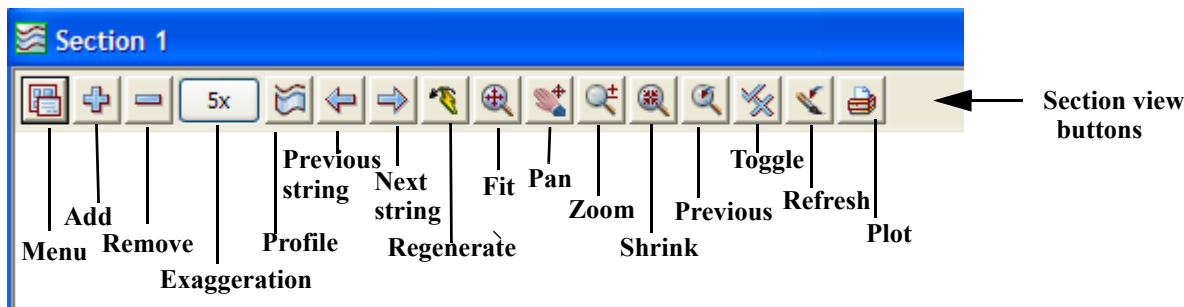 Section 1
5x
Section view
buttons
Previous
string
Next
string
Fit
Pan
Toggle
Add
Zoom
Previous
Refresh
Menu
Remove
Profile
Regenerate
Shrink
Plot
Exaggeration